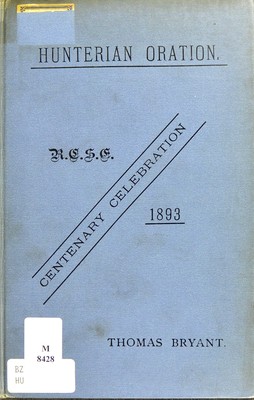 HUNTERIAN ORATION.
R.C.S.E.
CENTENARY CELEBRATION
1893
THOMAS BRYANT.
M
8428
BZ
HU